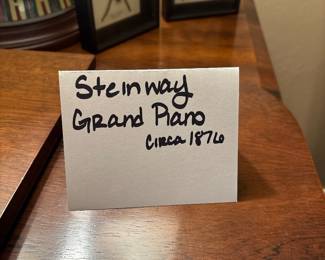 Steinway
Grand Piano
Circa 1876